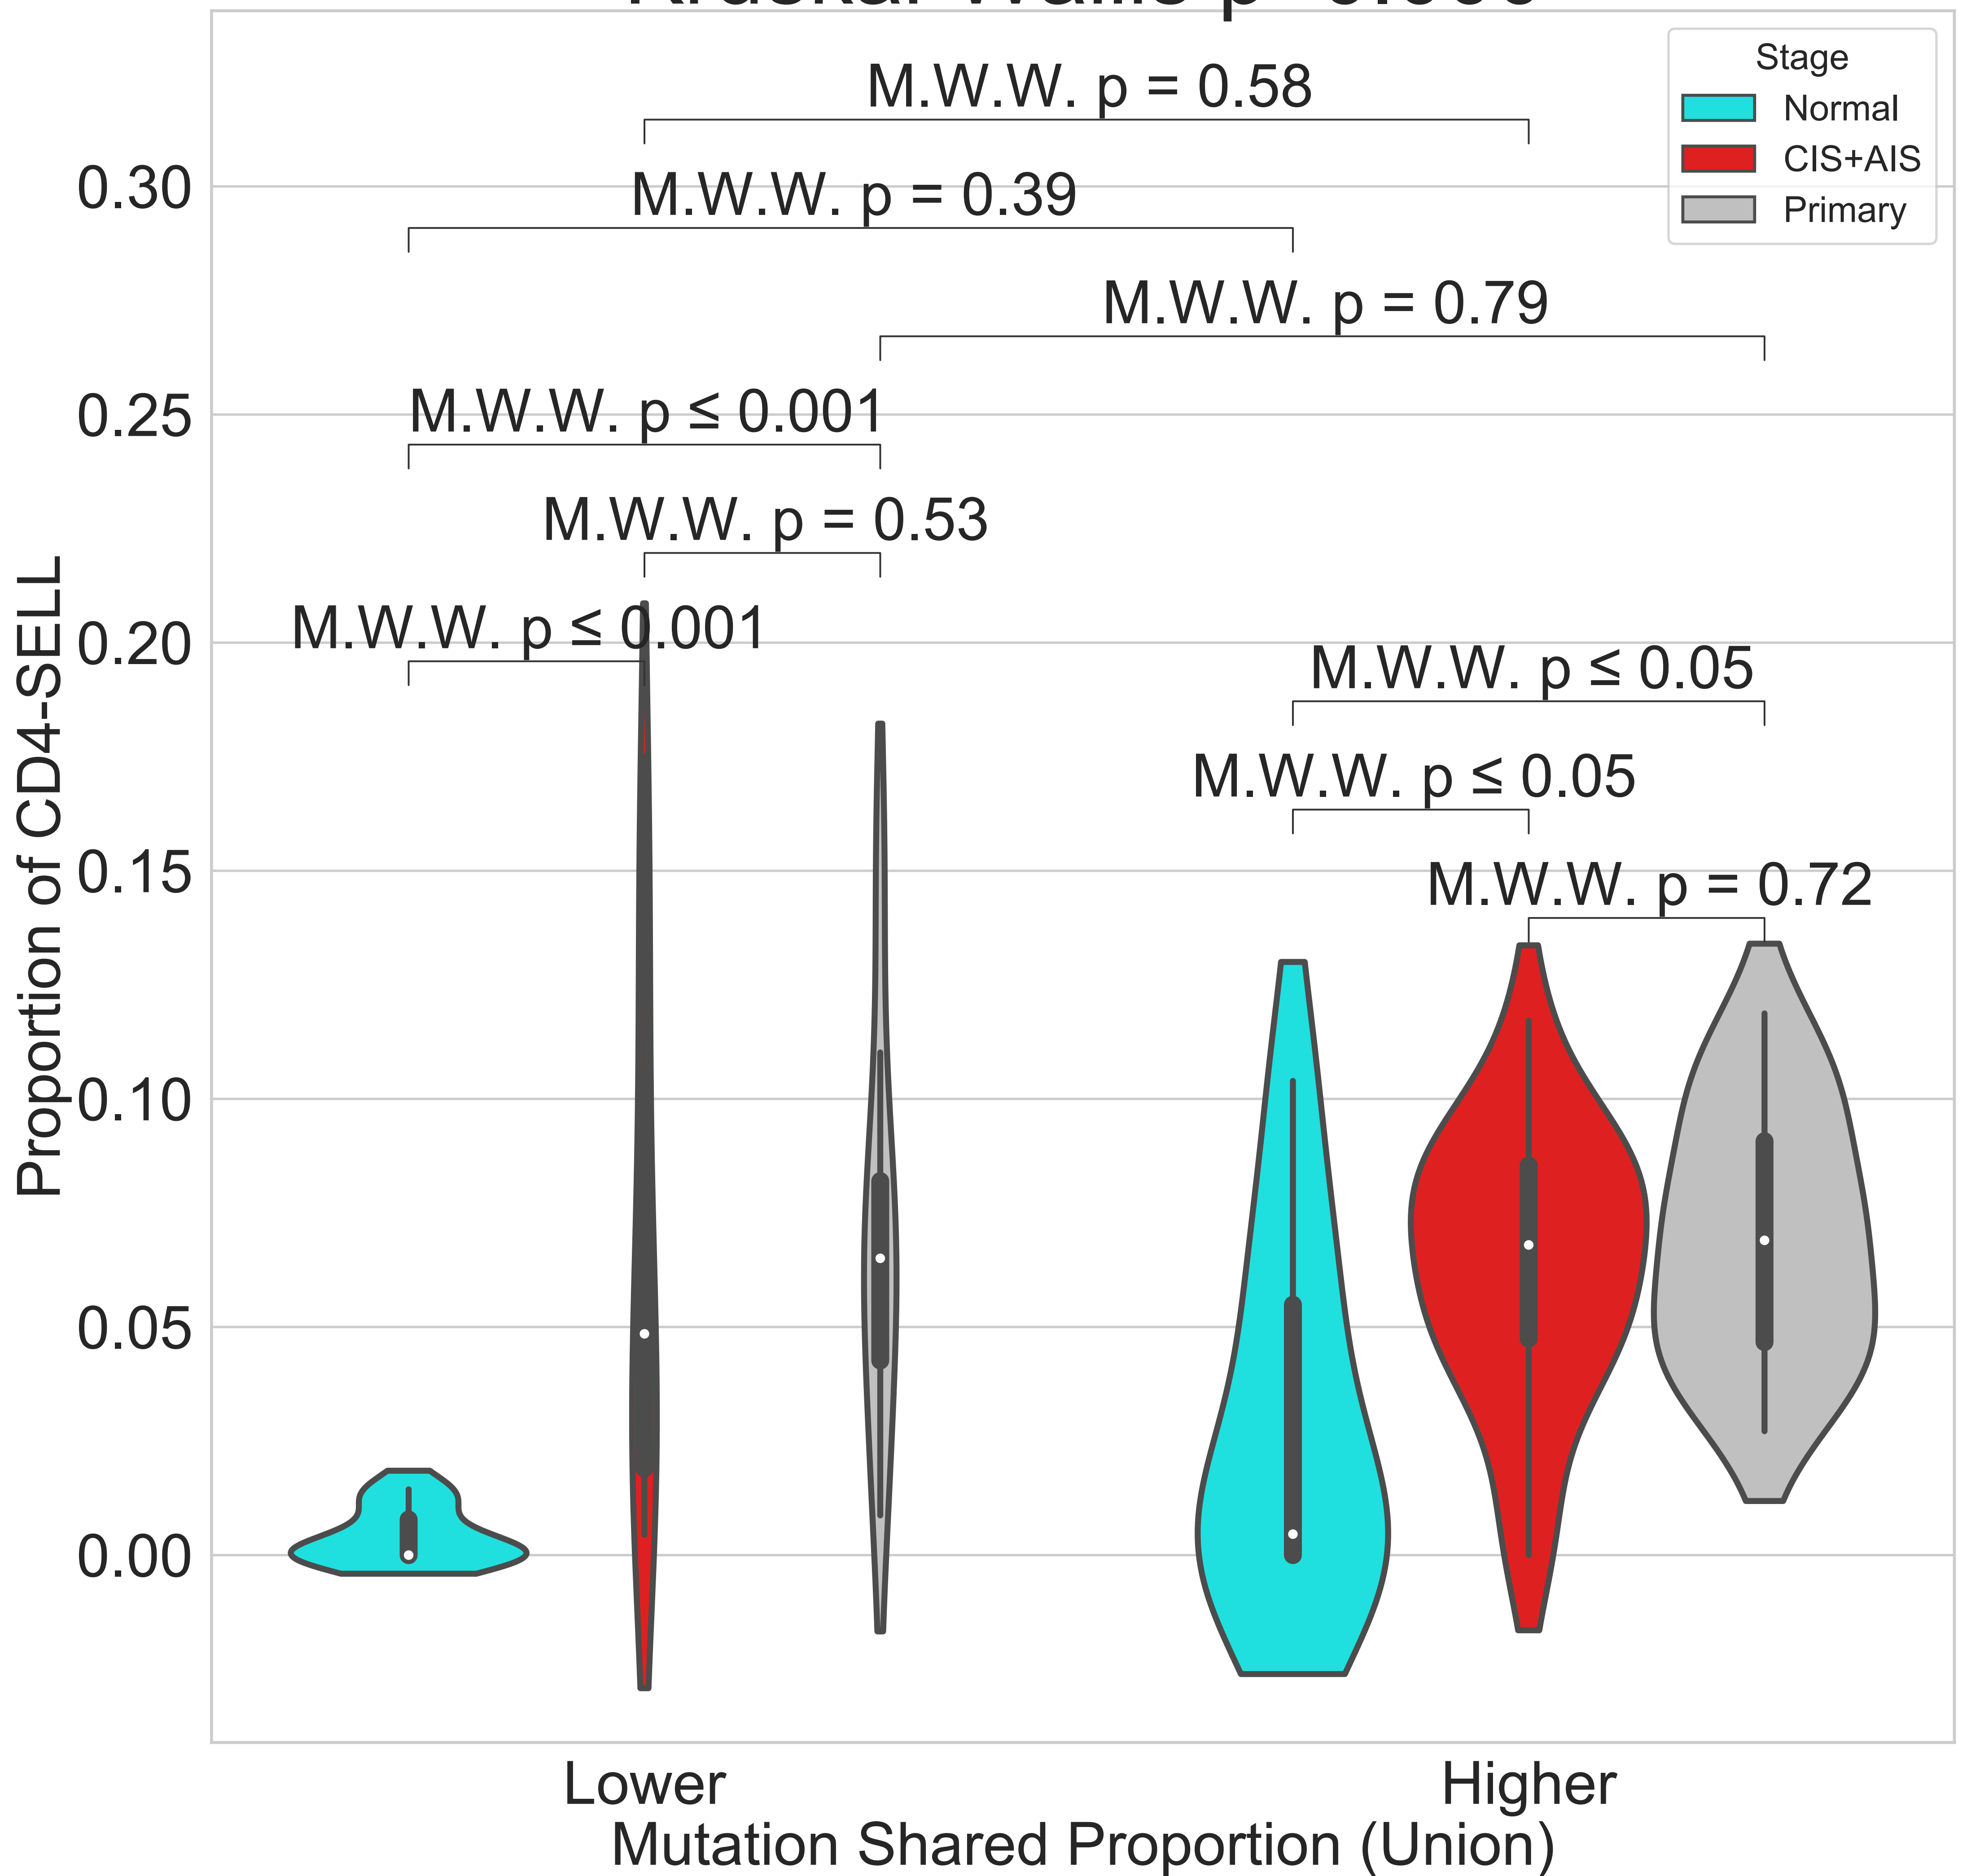 Stage
Normal
CIS+AIS
Primary
M.W.W. p = 0.58
M.W.W. p = 0.39
M.W.W. p = 0.79
M.W.W. p ≤ 0.001
M.W.W. p = 0.53
M.W.W. p ≤ 0.001
M.W.W. p ≤ 0.05
M.W.W. p ≤ 0.05
M.W.W. p = 0.72
0.30
0.25
0.20
0.15
0.10
0.05
0.00
Proportion of CD4-SELL
Lower
Higher
Mutation Shared Proportion (Union)